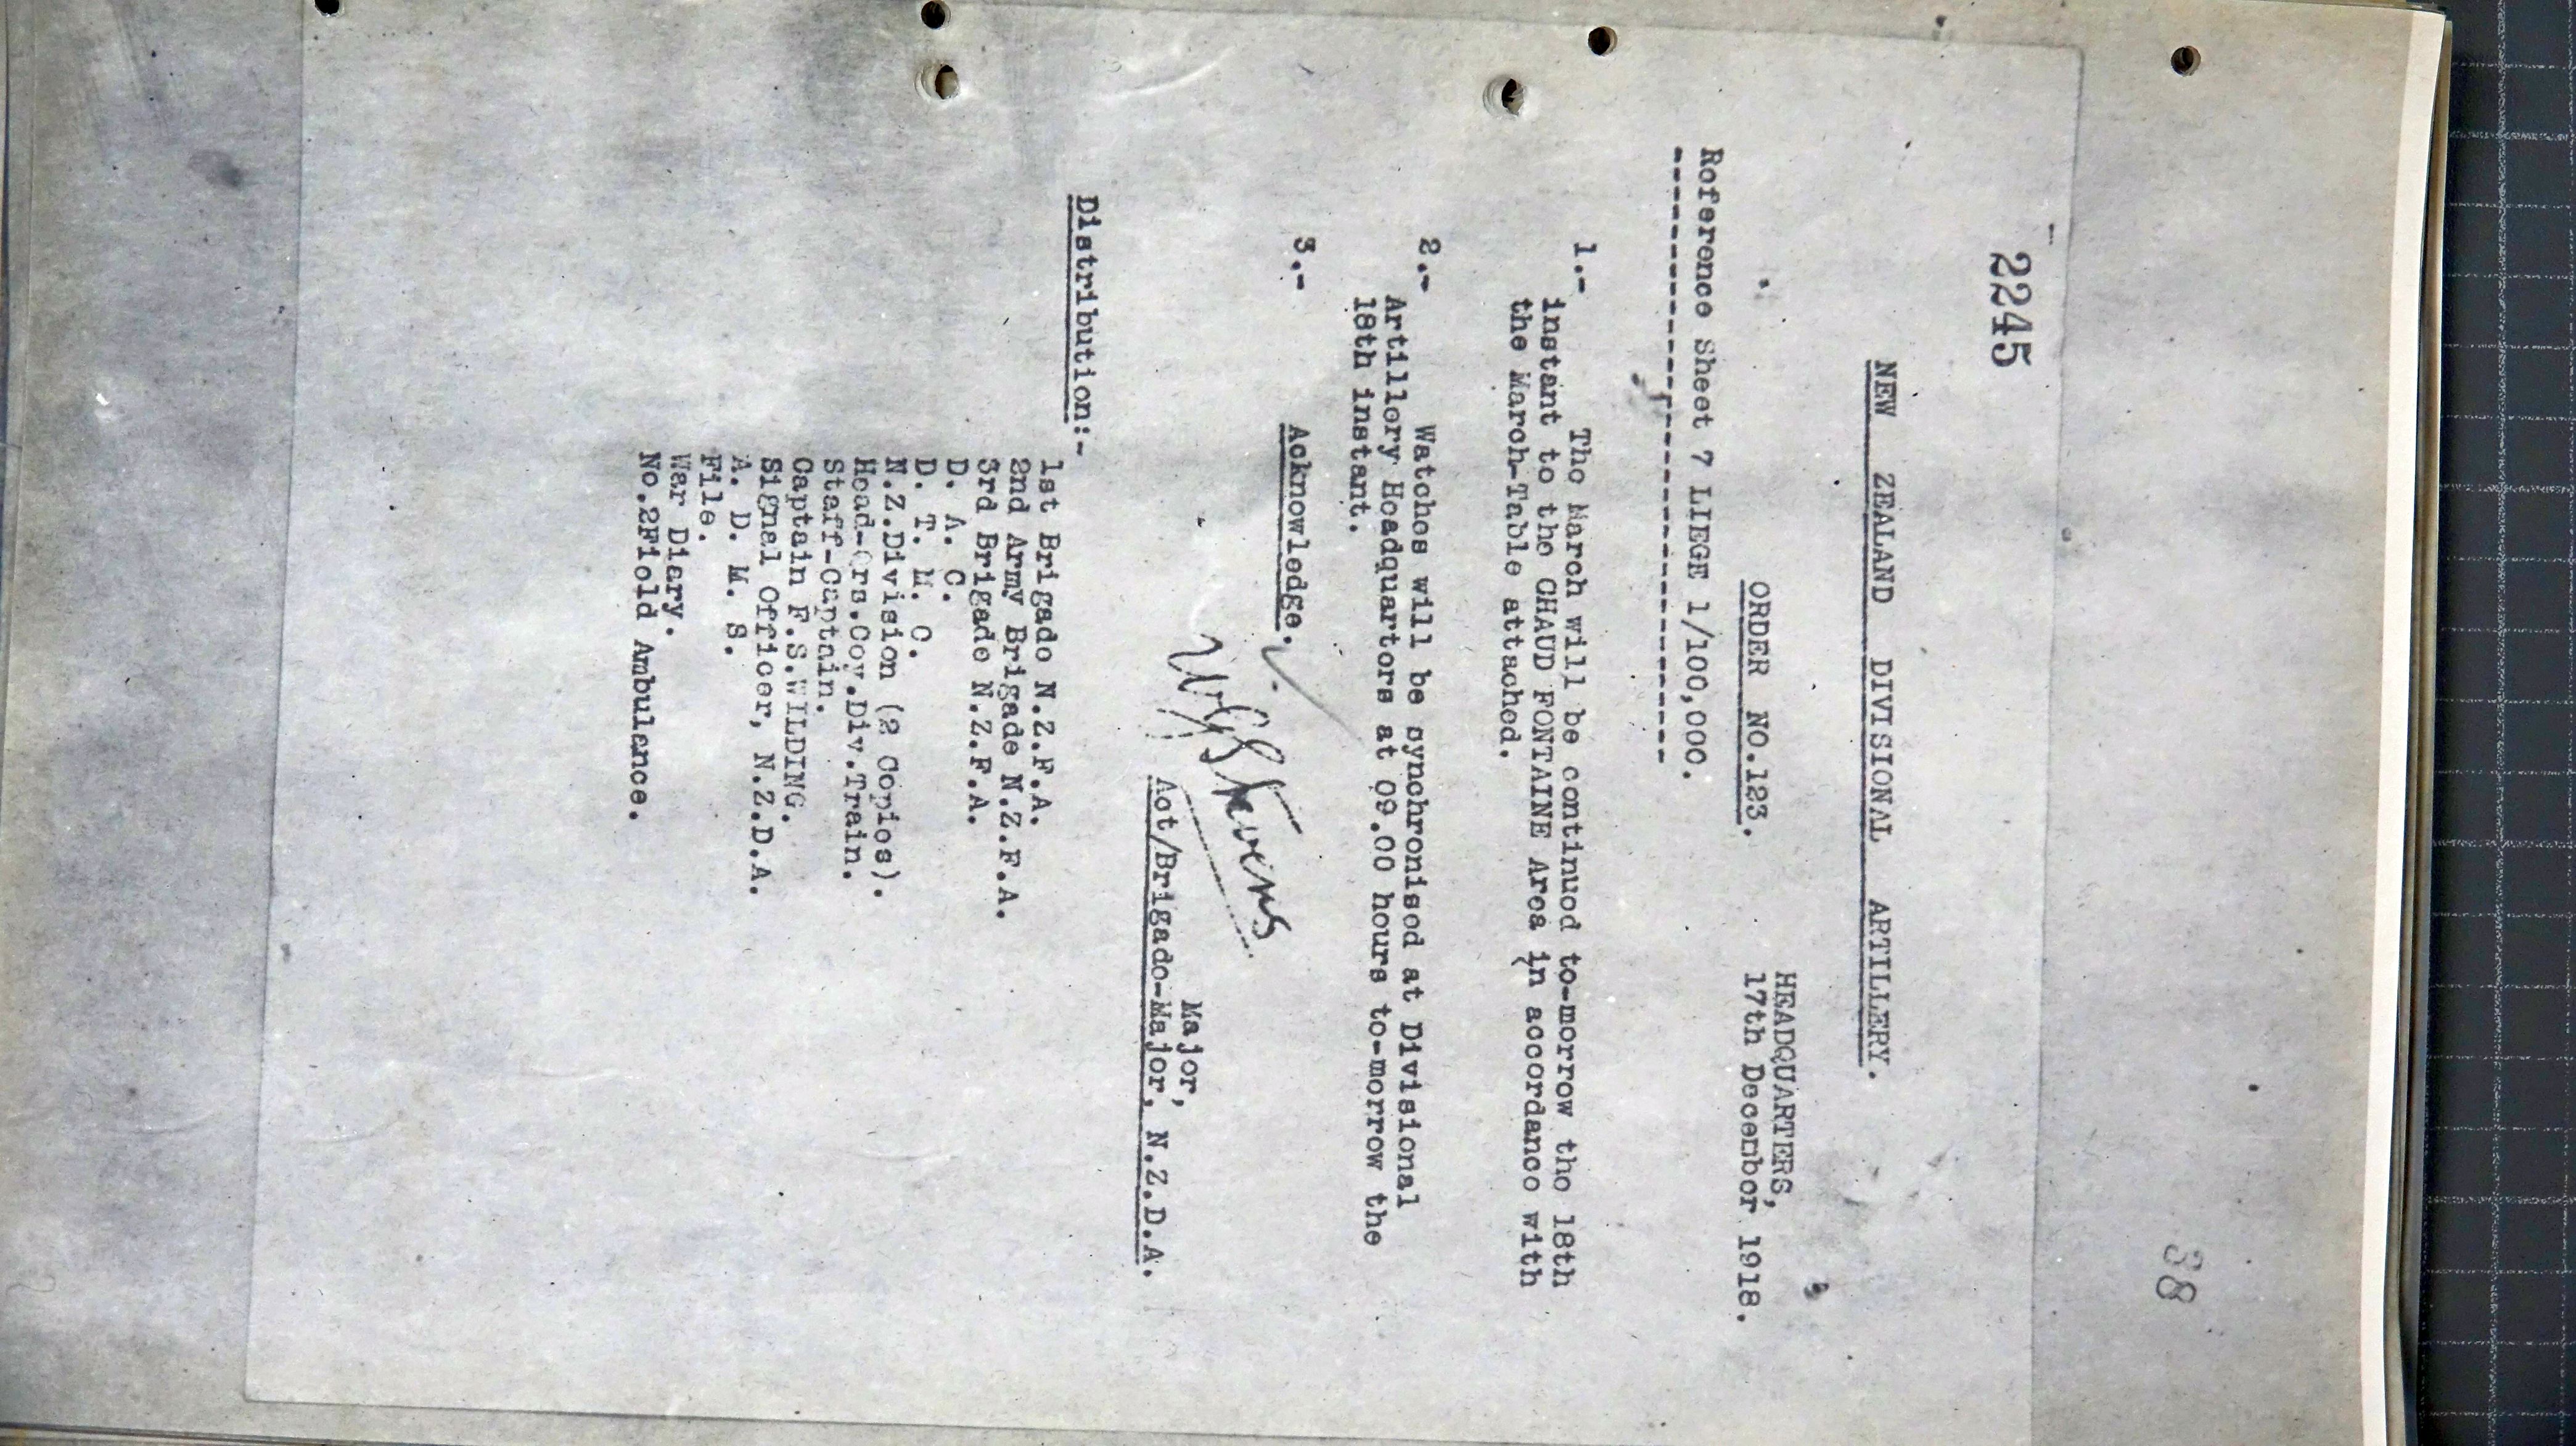 38
2245
NEW ZEALAND DIVISIONAL ARTILLERY.
HEADQUARTERS,
ORDER NO.123. 17th December 1918.
Reference Sheet 7 LIEGE 1/100,000.
1.- The March will be continued to-morrow the 18th
instant to the CHAUD FONTAINE Area in accordance with
the March-Table attached.
2.- Watches will be synchronised at Divisional
Artillery Headquarters at 09.00 hours to-morrow the
18th instant.
3.- Acknowledge.
Major,
Act/Brigade-Major, N.Z.D.A.
Distribution:-
1st Brigade N.Z.F.A.
2nd Army Brigade N.Z.F.A.
3rd Brigade N.Z.F.A.
D. A. C.
D. T. M. O.
N.Z.Division (2 Copies).
Head-Qrs.Coy.Div.Train.
Staff-Captain.
Captain F.S.WILDING.
Signal Officer, N.Z.D.A.
A. D. M. S.
File.
War Diary.
No.2Field Ambulance.